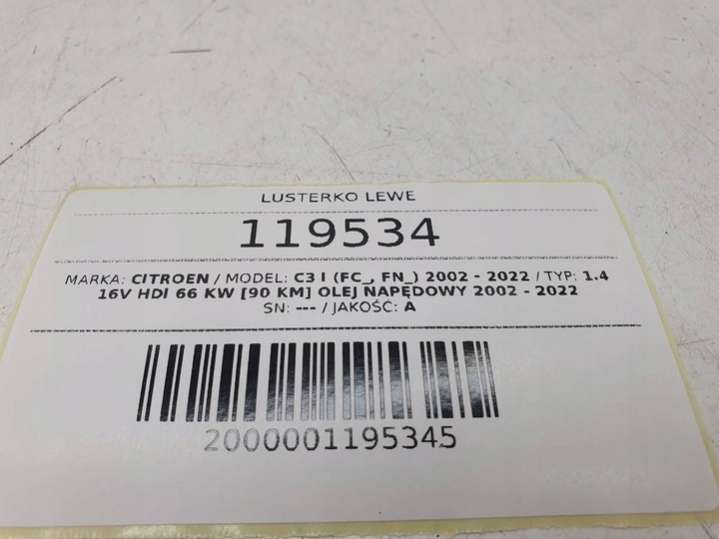 LUSTERKO LEWE
119534
MARKA: CITROEN / MODEL: C3 I (FC_, FN_) 2002 - 2022 / TYP: 1.4
16V HDI 66 KW [90 KM] OLEJ NAPĘDOWY 2002 - 2022
SN: --- / JAKOŚĆ: A
2000001195345